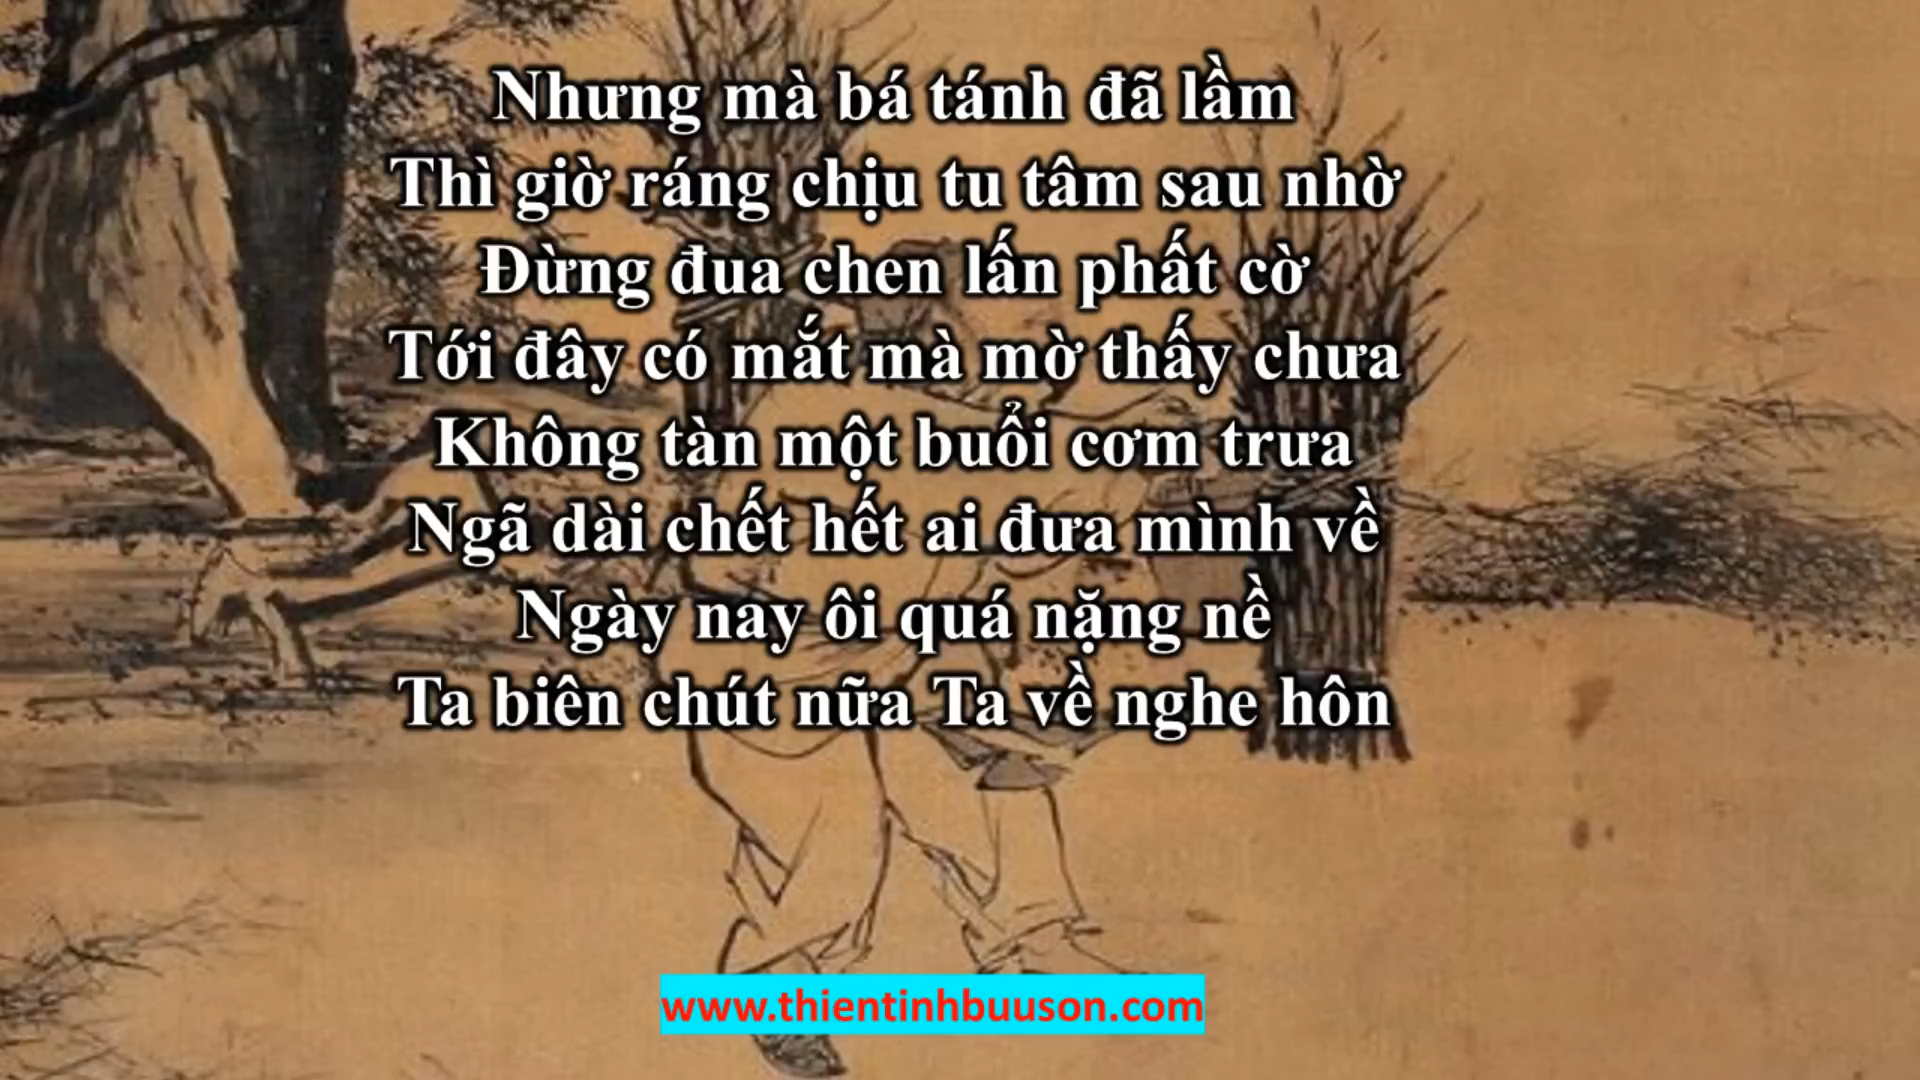 Nhưng mà bá tánh đã lầm
Thì giờ ráng chịu tu tâm sau nhờ
Đừng đua chen lấn phất cờ
Tới đây có mắt mà mờ thấy chưa
Không tàn một buổi cơm trưa
Ngã dài chết hết ai đưa mình về
Ngày nay ôi quá nặng nề
Ta biên chút nữa Ta về nghe hôn
www.thientinhbuuson.com